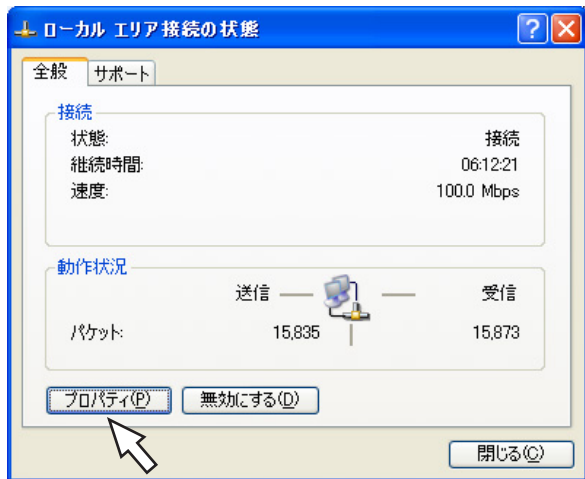 ローカル エリア接続の状態
全般 サポート
接続
状態: 接続
継続時間: 06:12:21
速度: 100.0 Mbps
動作状況
送信 受信
パケット: 15,835 15,873
プロパティ(P) 無効にする(D)
閉じる(C)